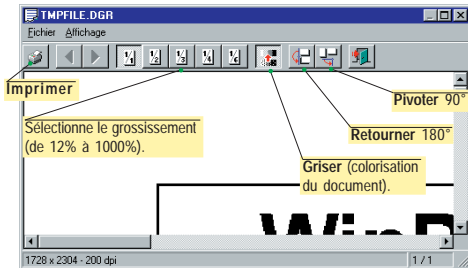 TMPFILE.DGR
Fichier Affichage
1/1 1/2 1/3 1/4 1/6
Imprimer
Pivoter 90°
Sélectionne le grossissement
(de 12% à 1000%).
Retourner 180°
Griser (colorisation
du document).
1728 x 2304 - 200 dpi
1 / 1